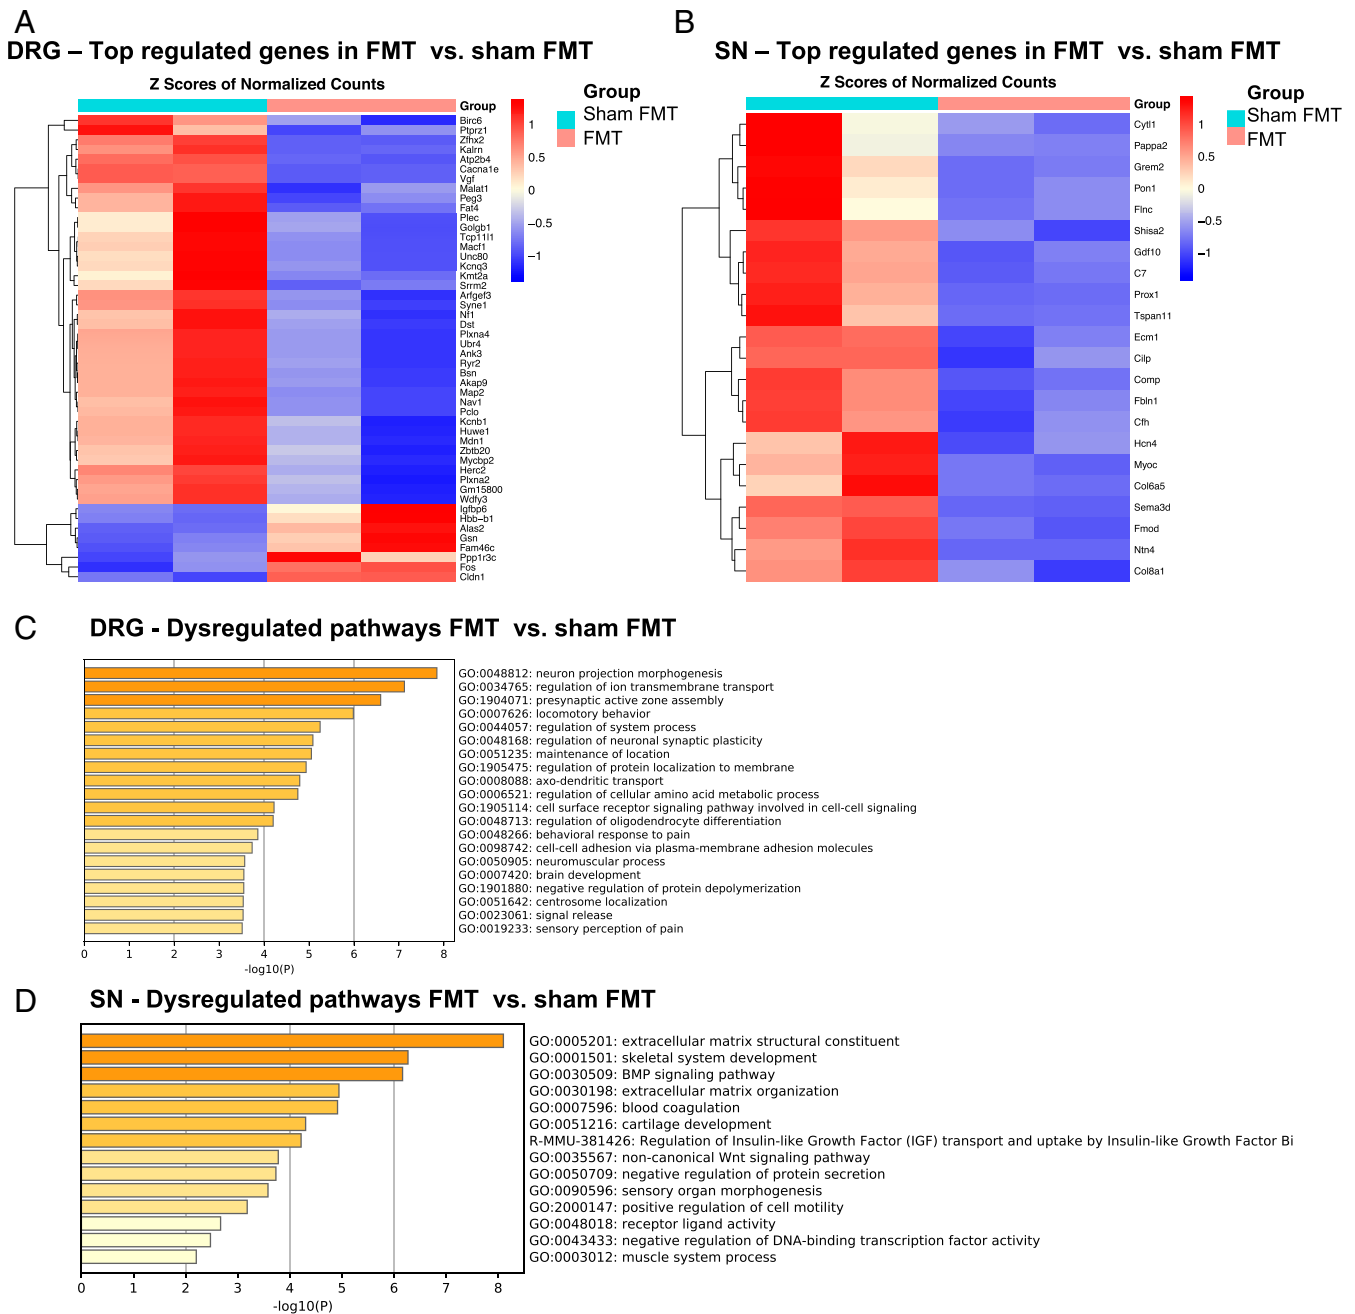 A
DRG – Top regulated genes in FMT  vs. sham FMT
Z Scores of Normalized Counts
Group
Birc6
Ptprz1
Zfhx2
Kalrn
Atp2b4
Cacna1e
Vgf
Malat1
Peg3
Fat4
Plec
Golgb1
Tcp11l1
Macf1
Unc80
Kcnq3
Kmt2a
Srrm2
Arfgef3
Syne1
Nf1
Dst
Plxna4
Ubr4
Ank3
Ryr2
Bsn
Akap9
Map2
Nav1
Pclo
Kcnb1
Huwe1
Mdn1
Zbtb20
Mycbp2
Herc2
Plxna2
Gm15800
Wdfy3
Igfbp6
Hbb−b1
Alas2
Gsn
Fam46c
Ppp1r3c
Fos
Cldn1
1
0.5
0
−0.5
−1
Group
Sham FMT
FMT
B
SN – Top regulated genes in FMT  vs. sham FMT
Z Scores of Normalized Counts
Group
Cytl1
Pappa2
Grem2
Pon1
Flnc
Shisa2
Gdf10
C7
Prox1
Tspan11
Ecm1
Cilp
Comp
Fbln1
Cfh
Hcn4
Myoc
Col6a5
Sema3d
Fmod
Ntn4
Col8a1
1
0.5
0
−0.5
−1
Group
Sham FMT
FMT
C
DRG - Dysregulated pathways FMT  vs. sham FMT
GO:0048812: neuron projection morphogenesis
GO:0034765: regulation of ion transmembrane transport
GO:1904071: presynaptic active zone assembly
GO:0007626: locomotory behavior
GO:0044057: regulation of system process
GO:0048168: regulation of neuronal synaptic plasticity
GO:0051235: maintenance of location
GO:1905475: regulation of protein localization to membrane
GO:0008088: axo-dendritic transport
GO:0006521: regulation of cellular amino acid metabolic process
GO:1905114: cell surface receptor signaling pathway involved in cell-cell signaling
GO:0048713: regulation of oligodendrocyte differentiation
GO:0048266: behavioral response to pain
GO:0098742: cell-cell adhesion via plasma-membrane adhesion molecules
GO:0050905: neuromuscular process
GO:0007420: brain development
GO:1901880: negative regulation of protein depolymerization
GO:0051642: centrosome localization
GO:0023061: signal release
GO:0019233: sensory perception of pain
0 1 2 3 4 5 6 7 8
-log10(P)
D
SN - Dysregulated pathways FMT  vs. sham FMT
GO:0005201: extracellular matrix structural constituent
GO:0001501: skeletal system development
GO:0030509: BMP signaling pathway
GO:0030198: extracellular matrix organization
GO:0007596: blood coagulation
GO:0051216: cartilage development
R-MMU-381426: Regulation of Insulin-like Growth Factor (IGF) transport and uptake by Insulin-like Growth Factor Bi
GO:0035567: non-canonical Wnt signaling pathway
GO:0050709: negative regulation of protein secretion
GO:0090596: sensory organ morphogenesis
GO:2000147: positive regulation of cell motility
GO:0048018: receptor ligand activity
GO:0043433: negative regulation of DNA-binding transcription factor activity
GO:0003012: muscle system process
0 1 2 3 4 5 6 7 8
-log10(P)